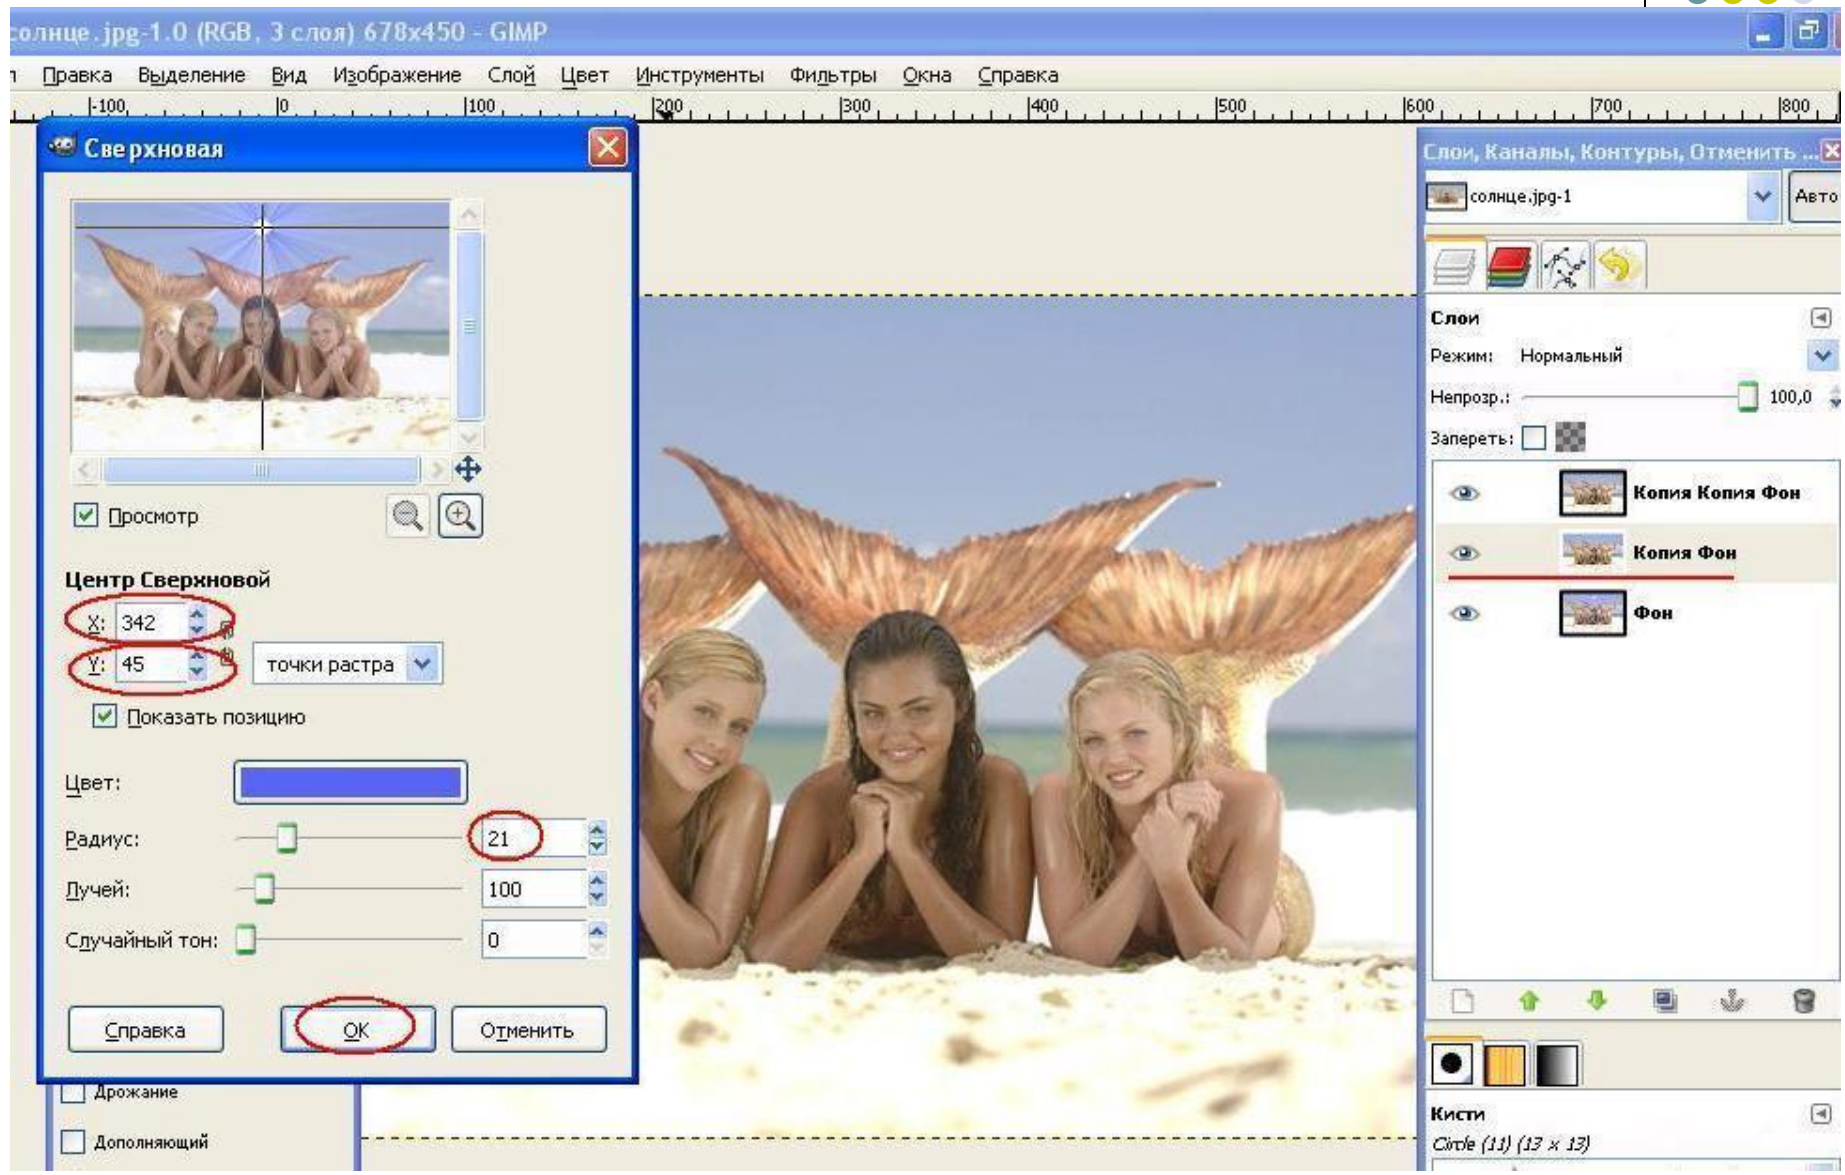 солнце.jpg-1.0 (RGB, 3 слоя) 678x450 - GIMP
Правка Выделение Вид Изображение Слой Цвет Инструменты Фильтры Окна Справка
-100 0 100 200 300 400 500 600 700 800
Сверхновая
Просмотр
Центр Сверхновой
X: 342
Y: 45 точки растра
Показать позицию
Цвет:
Радиус: 21
Лучей: 100
Случайный тон: 0
Справка OK Отменить
Дрожание
Дополняющий
Слои, Каналы, Контуры, Отменить ...
солнце.jpg-1 Авто
Слои
Режим: Нормальный
Непрозр.: 100,0
Запереть:
Копия Копия Фон
Копия Фон
Фон
Кисти
Circle (11) (13 x 13)